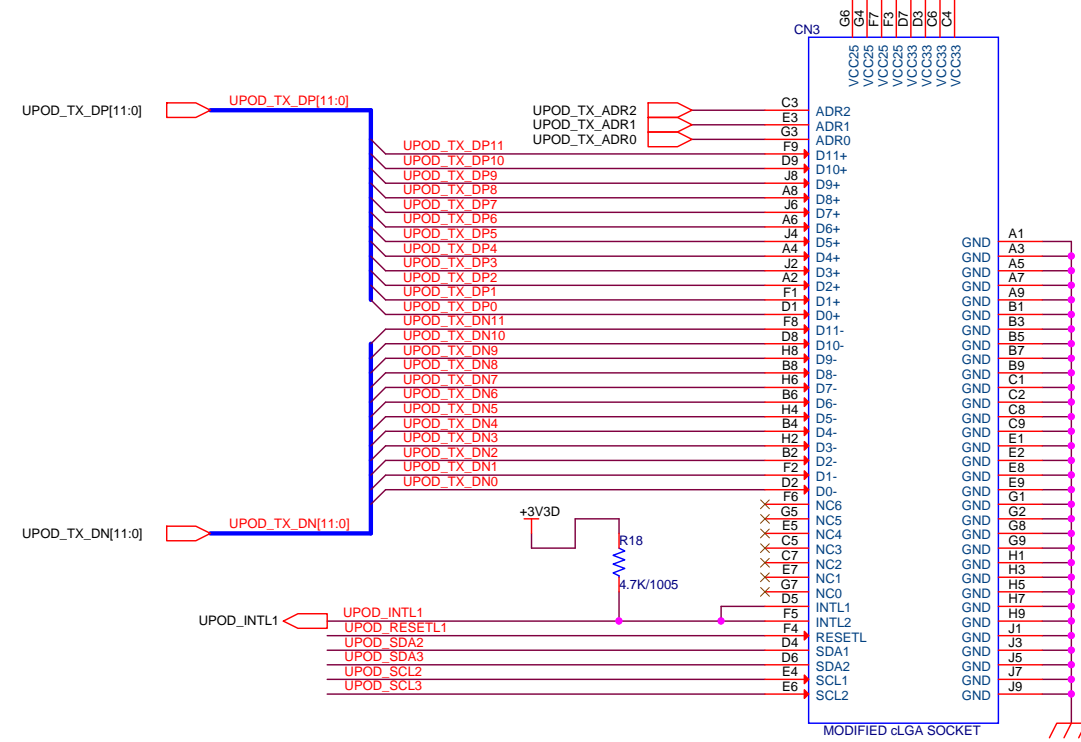 G6 G4 F7 F3 D7 D3 C6 C4
CN3
VCC25 VCC25 VCC25 VCC25 VCC33 VCC33 VCC33 VCC33
UPOD_TX_DP[11:0] UPOD_TX_DP[11:0]
UPOD_TX_ADR2 C3 ADR2
UPOD_TX_ADR1 E3 ADR1
UPOD_TX_ADR0 G3 ADR0
UPOD_TX_DP11 F9 D11+
UPOD_TX_DP10 D9 D10+
UPOD_TX_DP9 J8 D9+
UPOD_TX_DP8 A8 D8+
UPOD_TX_DP7 J6 D7+
UPOD_TX_DP6 A6 D6+
UPOD_TX_DP5 J4 D5+ GND A1
UPOD_TX_DP4 A4 D4+ GND A3
UPOD_TX_DP3 J2 D3+ GND A5
UPOD_TX_DP2 A2 D2+ GND A7
UPOD_TX_DP1 F1 D1+ GND A9
UPOD_TX_DP0 D1 D0+ GND B1
UPOD_TX_DN11 F8 D11- GND B3
UPOD_TX_DN10 D8 D10- GND B5
UPOD_TX_DN9 H8 D9- GND B7
UPOD_TX_DN8 B8 D8- GND B9
UPOD_TX_DN7 H6 D7- GND C1
UPOD_TX_DN6 B6 D6- GND C2
UPOD_TX_DN5 H4 D5- GND C8
UPOD_TX_DN4 B4 D4- GND C9
UPOD_TX_DN3 H2 D3- GND E1
UPOD_TX_DN2 B2 D2- GND E2
UPOD_TX_DN1 F2 D1- GND E8
UPOD_TX_DN0 D2 D0- GND E9
F6 NC6 GND G1
+3V3D G5 NC5 GND G2
UPOD_TX_DN[11:0] UPOD_TX_DN[11:0] E5 NC4 GND G8
R18 C5 NC3 GND G9
C7 NC2 GND H1
E7 NC1 GND H3
4.7K/1005 G7 NC0 GND H5
D5 INTL1 GND H7
UPOD_INTL1 UPOD_INTL1 F5 INTL2 GND H9
UPOD_RESETL1 F4 RESETL GND J1
UPOD_SDA2 D4 SDA1 GND J3
UPOD_SDA3 D6 SDA2 GND J5
UPOD_SCL2 E4 SCL1 GND J7
UPOD_SCL3 E6 SCL2 GND J9
MODIFIED cLGA SOCKET